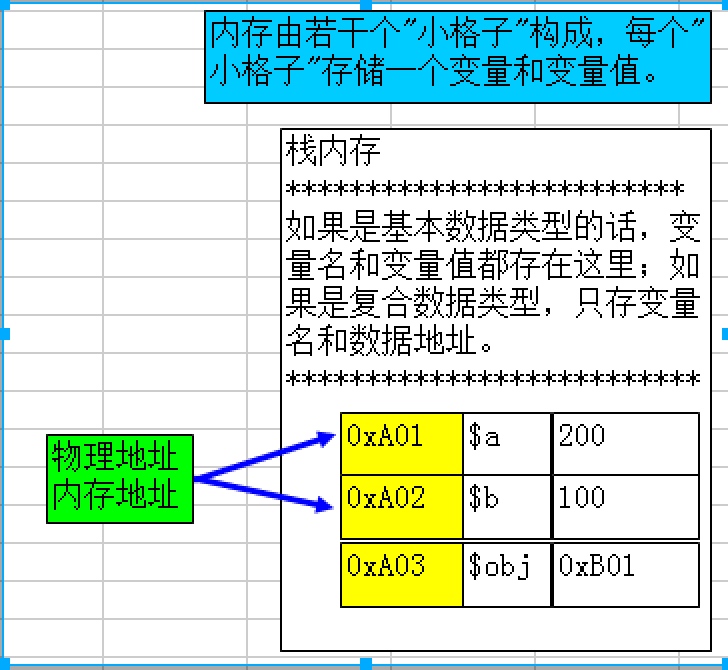 内存由若干个"小格子"构成，每个"
小格子"存储一个变量和变量值。
栈内存
*************************
如果是基本数据类型的话，变
量名和变量值都存在这里；如
果是复合数据类型，只存变量
名和数据地址。
**************************
物理地址
内存地址
0xA01 $a 200
0xA02 $b 100
0xA03 $obj 0xB01